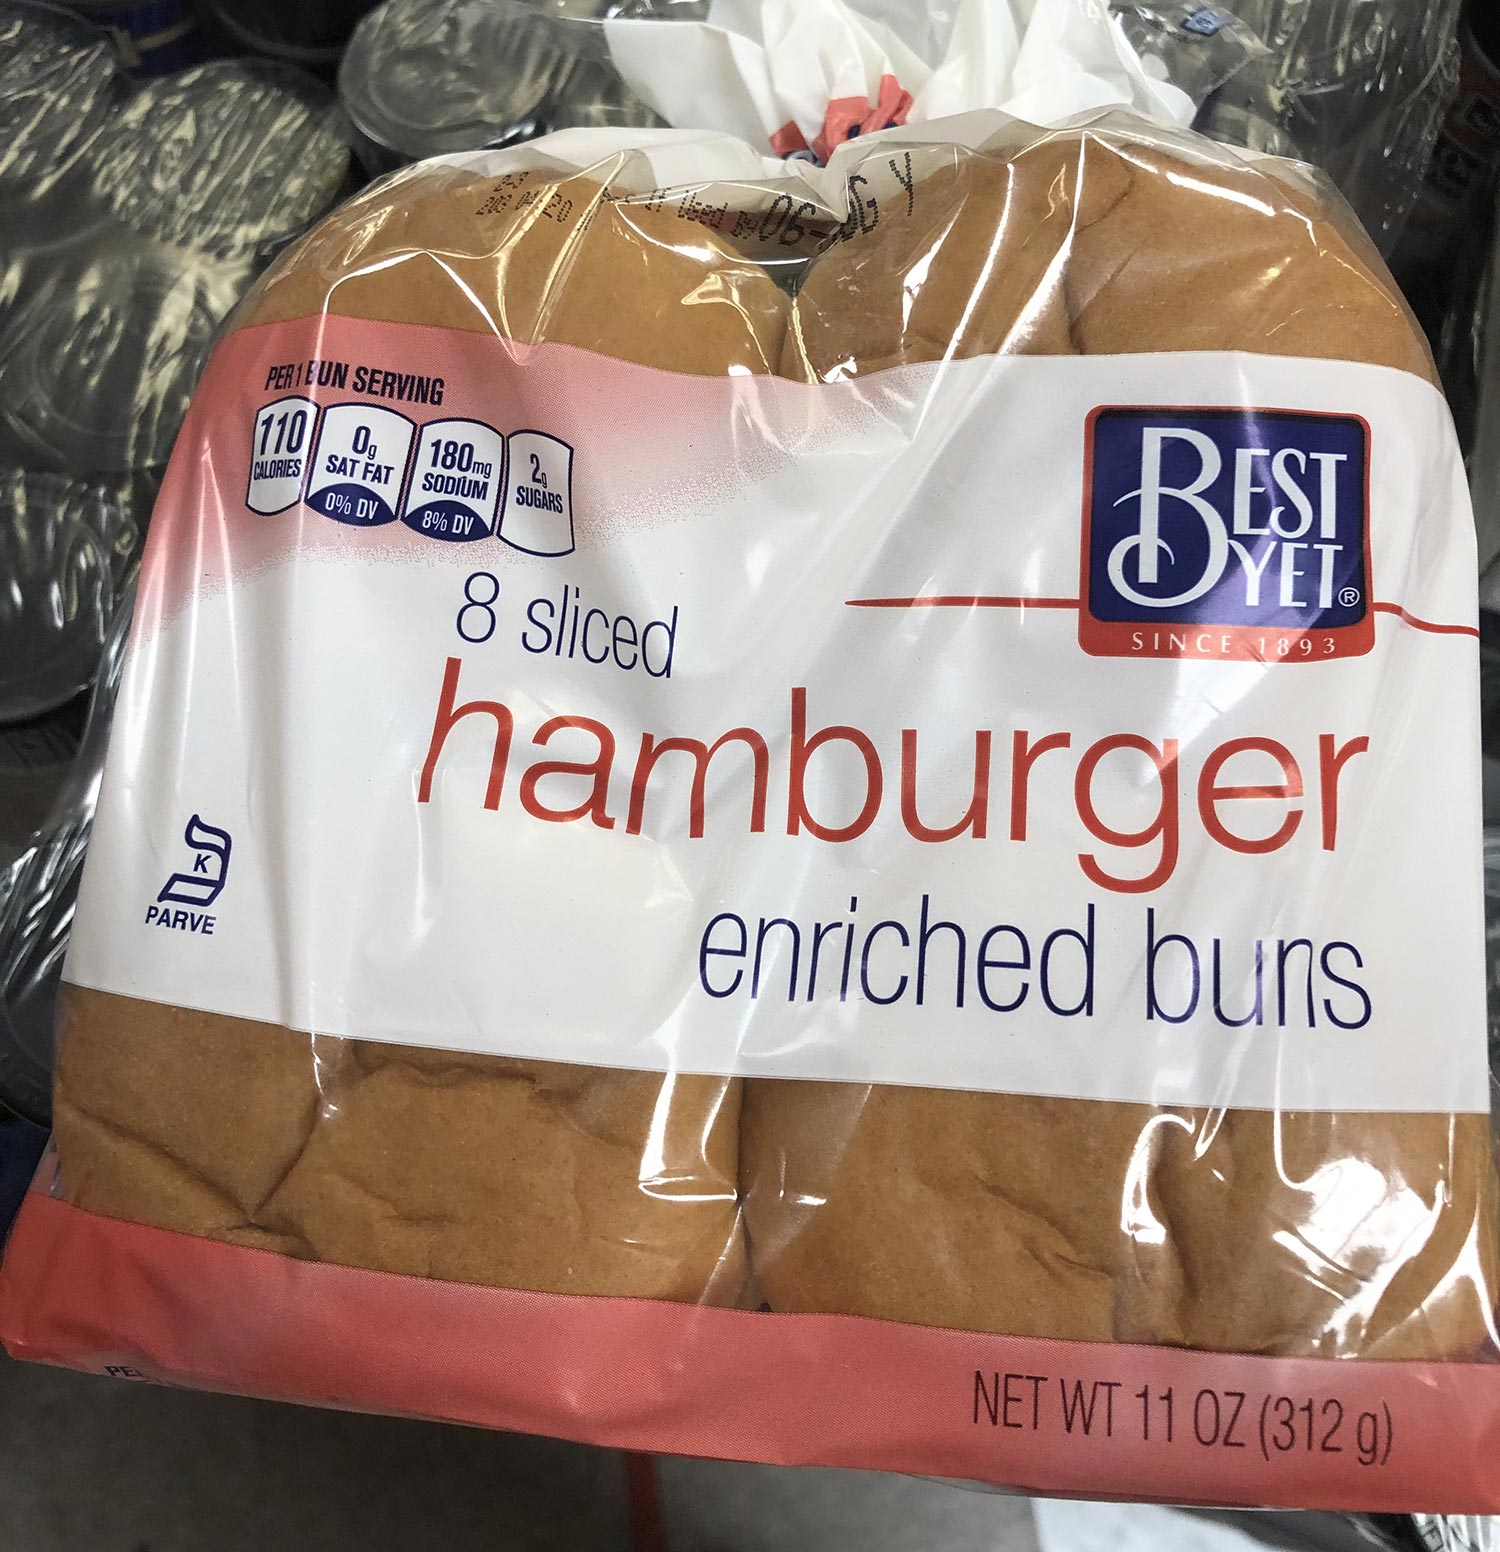 PER 1 BUN SERVING
110 CALORIES
0g SAT FAT 0% DV
180mg SODIUM 8% DV
2g SUGARS
BEST YET®
SINCE 1893
8 sliced
hamburger
enriched buns
K
PARVE
NET WT 11 OZ (312 g)